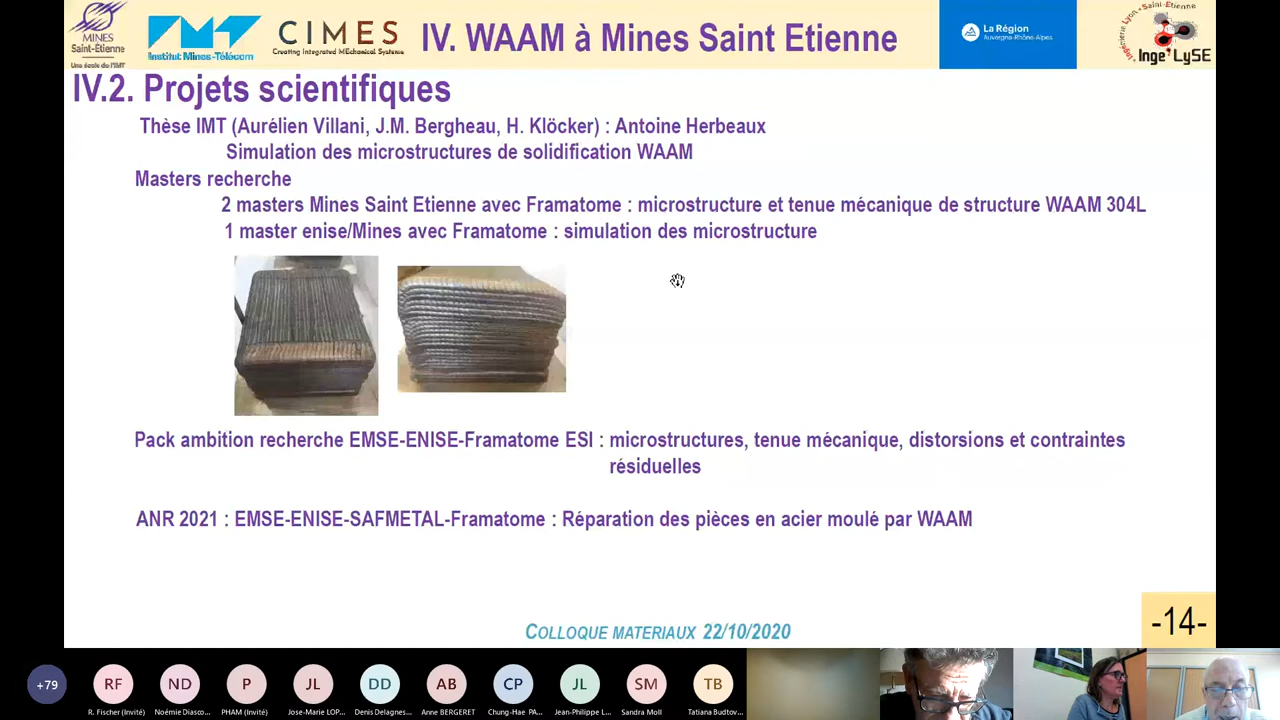 MINES
Saint-Étienne
Une école de l'IMT
Institut Mines-Télécom
CIMES
Creating Integrated MEchanical Systems
IV. WAAM à Mines Saint Etienne
La Région
Auvergne-Rhône-Alpes
Ingénierie Lyon-Saint-Etienne
Inge'LySE
IV.2. Projets scientifiques
Thèse IMT (Aurélien Villani, J.M. Bergheau, H. Klöcker) : Antoine Herbeaux
Simulation des microstructures de solidification WAAM
Masters recherche
2 masters Mines Saint Etienne avec Framatome : microstructure et tenue mécanique de structure WAAM 304L
1 master enise/Mines avec Framatome : simulation des microstructure
Pack ambition recherche EMSE-ENISE-Framatome ESI : microstructures, tenue mécanique, distorsions et contraintes
résiduelles
ANR 2021 : EMSE-ENISE-SAFMETAL-Framatome : Réparation des pièces en acier moulé par WAAM
COLLOQUE MATERIAUX 22/10/2020
-14-
+79
RF
ND
P
JL
DD
AB
CP
JL
SM
TB
R. Fischer (Invité)
Noémie Diasco...
PHAM (Invité)
Jose-Marie LOP...
Denis Delagnes...
Anne BERGERET
Chung-Hae PA...
Jean-Philippe L...
Sandra Moll
Tatiana Budtov...